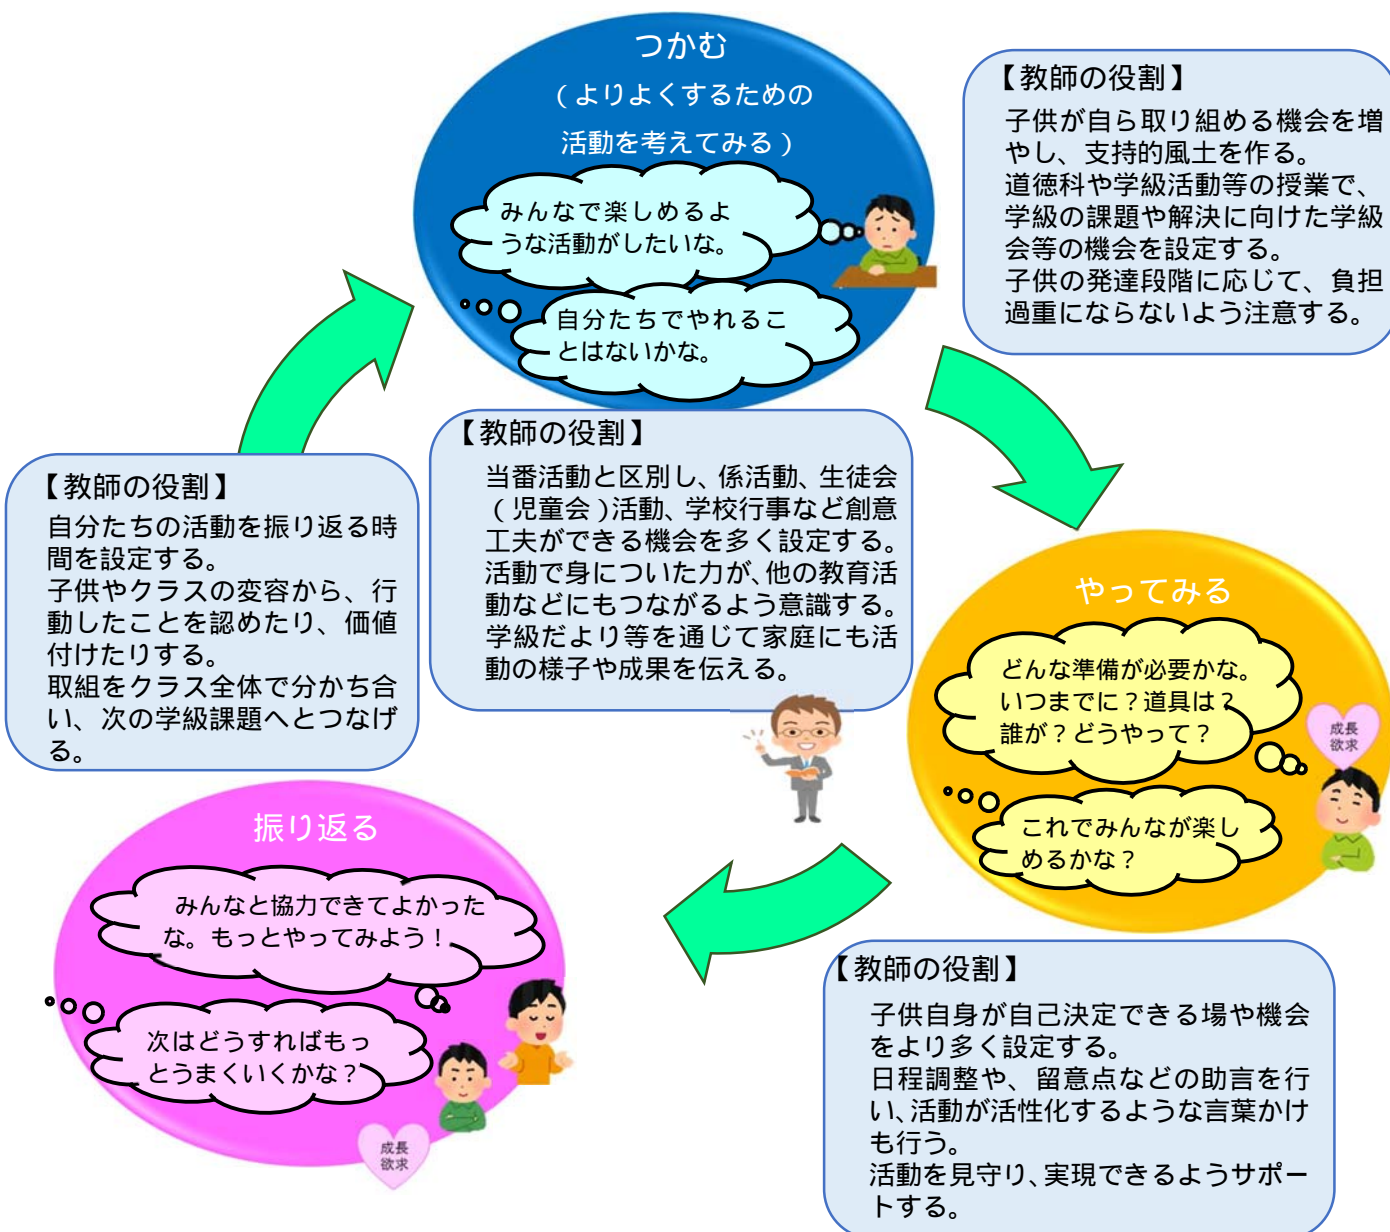 つかむ
（よりよくするための
活動を考えてみる）
みんなで楽しめるよ
うな活動がしたいな。
自分たちでやれるこ
とはないかな。
【教師の役割】
子供が自ら取り組める機会を増
やし、支持的風土を作る。
道徳科や学級活動等の授業で、
学級の課題や解決に向けた学級
会等の機会を設定する。
子供の発達段階に応じて、負担
過重にならないよう注意する。
【教師の役割】
当番活動と区別し、係活動、生徒会
（児童会）活動、学校行事など創意
工夫ができる機会を多く設定する。
活動で身についた力が、他の教育活
動などにもつながるよう意識する。
学級だより等を通じて家庭にも活
動の様子や成果を伝える。
【教師の役割】
自分たちの活動を振り返る時
間を設定する。
子供やクラスの変容から、行
動したことを認めたり、価値
付けたりする。
取組をクラス全体で分かち合
い、次の学級課題へとつなげ
る。
やってみる
どんな準備が必要かな。
いつまでに？道具は？
誰が？どうやって？
成長
欲求
これでみんなが楽し
めるかな？
【教師の役割】
子供自身が自己決定できる場や機会
をより多く設定する。
日程調整や、留意点などの助言を行
い、活動が活性化するような言葉かけ
も行う。
活動を見守り、実現できるようサポー
トする。
振り返る
みんなと協力できてよかった
な。もっとやってみよう！
次はどうすればもっ
とうまくいくかな？
成長
欲求